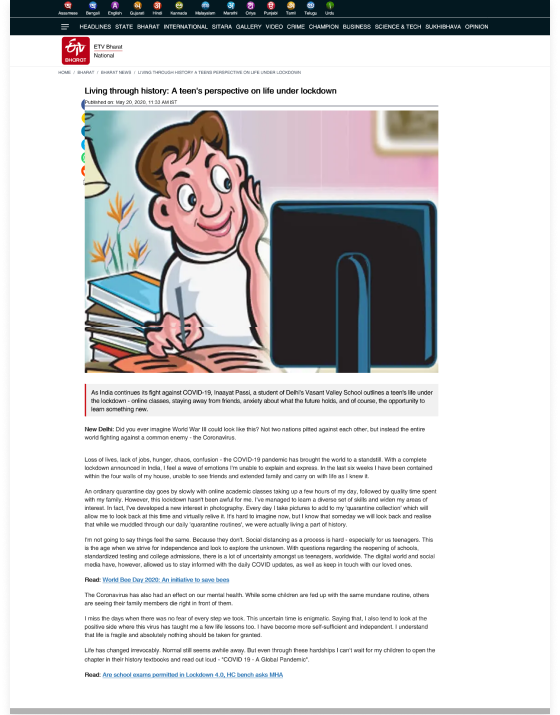 Assamese Bengali English Gujarati Hindi Kannada Malayalam Marathi Oriya Punjabi Tamil Telugu Urdu
HEADLINES STATE BHARAT INTERNATIONAL SITARA GALLERY VIDEO CRIME CHAMPION BUSINESS SCIENCE & TECH SUKHIBHAVA OPINION
BHARAT
ETV Bharat
National
HOME / BHARAT / BHARAT NEWS / LIVING THROUGH HISTORY A TEENS PERSPECTIVE ON LIFE UNDER LOCKDOWN
Living through history: A teen's perspective on life under lockdown
Published on: May 20, 2020, 11:33 AM IST
As India continues its fight against COVID-19, Inaayat Passi, a student of Delhi's Vasant Valley School outlines a teen's life under
the lockdown - online classes, staying away from friends, anxiety about what the future holds, and of course, the opportunity to
learn something new.
New Delhi: Did you ever imagine World War III could look like this? Not two nations pitted against each other, but instead the entire
world fighting against a common enemy - the Coronavirus.
Loss of lives, lack of jobs, hunger, chaos, confusion - the COVID-19 pandemic has brought the world to a standstill. With a complete
lockdown announced in India, I feel a wave of emotions I'm unable to explain and express. In the last six weeks I have been contained
within the four walls of my house, unable to see friends and extended family and carry on with life as I knew it.
An ordinary quarantine day goes by slowly with online academic classes taking up a few hours of my day, followed by quality time spent
with my family. However, this lockdown hasn't been awful for me. I've managed to learn a diverse set of skills and widen my areas of
interest. In fact, I've developed a new interest in photography. Every day I take pictures to add to my 'quarantine collection' which will
allow me to look back at this time and virtually relive it. It's hard to imagine now, but I know that someday we will look back and realise
that while we muddled through our daily 'quarantine routines', we were actually living a part of history.
I'm not going to say things feel the same. Because they don't. Social distancing as a process is hard - especially for us teenagers. This
is the age when we strive for independence and look to explore the unknown. With questions regarding the reopening of schools,
standardized testing and college admissions, there is a lot of uncertainty amongst us teenagers, worldwide. The digital world and social
media have, however, allowed us to stay informed with the daily COVID updates, as well as keep in touch with our loved ones.
Read: World Bee Day 2020: An initiative to save bees
The Coronavirus has also had an effect on our mental health. While some children are fed up with the same mundane routine, others
are seeing their family members die right in front of them.
I miss the days when there was no fear of every step we took. This uncertain time is enigmatic. Saying that, I also tend to look at the
positive side where this virus has taught me a few life lessons too. I have become more self-sufficient and independent. I understand
that life is fragile and absolutely nothing should be taken for granted.
Life has changed irrevocably. Normal still seems awhile away. But even through these hardships I can't wait for my children to open the
chapter in their history textbooks and read out loud - "COVID 19 - A Global Pandemic".
Read: Are school exams permitted in Lockdown 4.0, HC bench asks MHA